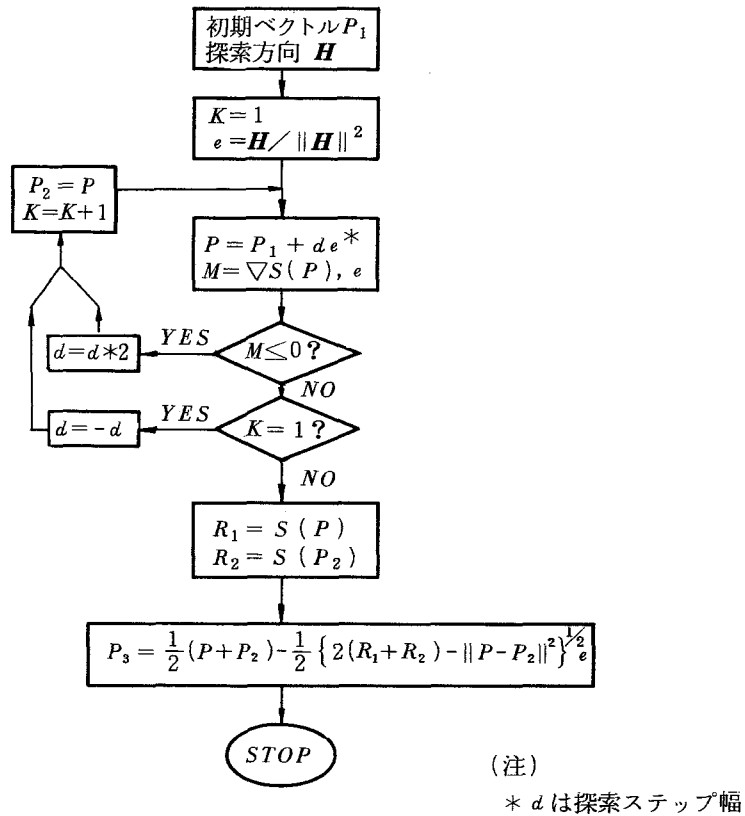 初期ベクトルP₁
探索方向 H
K=1
e=H/‖H‖²
P₂=P
K=K+1
P=P₁+de*
M=▽S(P), e
M≤0?
YES
d=d*2
NO
K=1?
YES
d=-d
NO
R₁=S(P)
R₂=S(P₂)
P₃=1/2(P+P₂)-1/2{2(R₁+R₂)-‖P-P₂‖²}^1/2 e
STOP
(注)
* dは探索ステップ幅